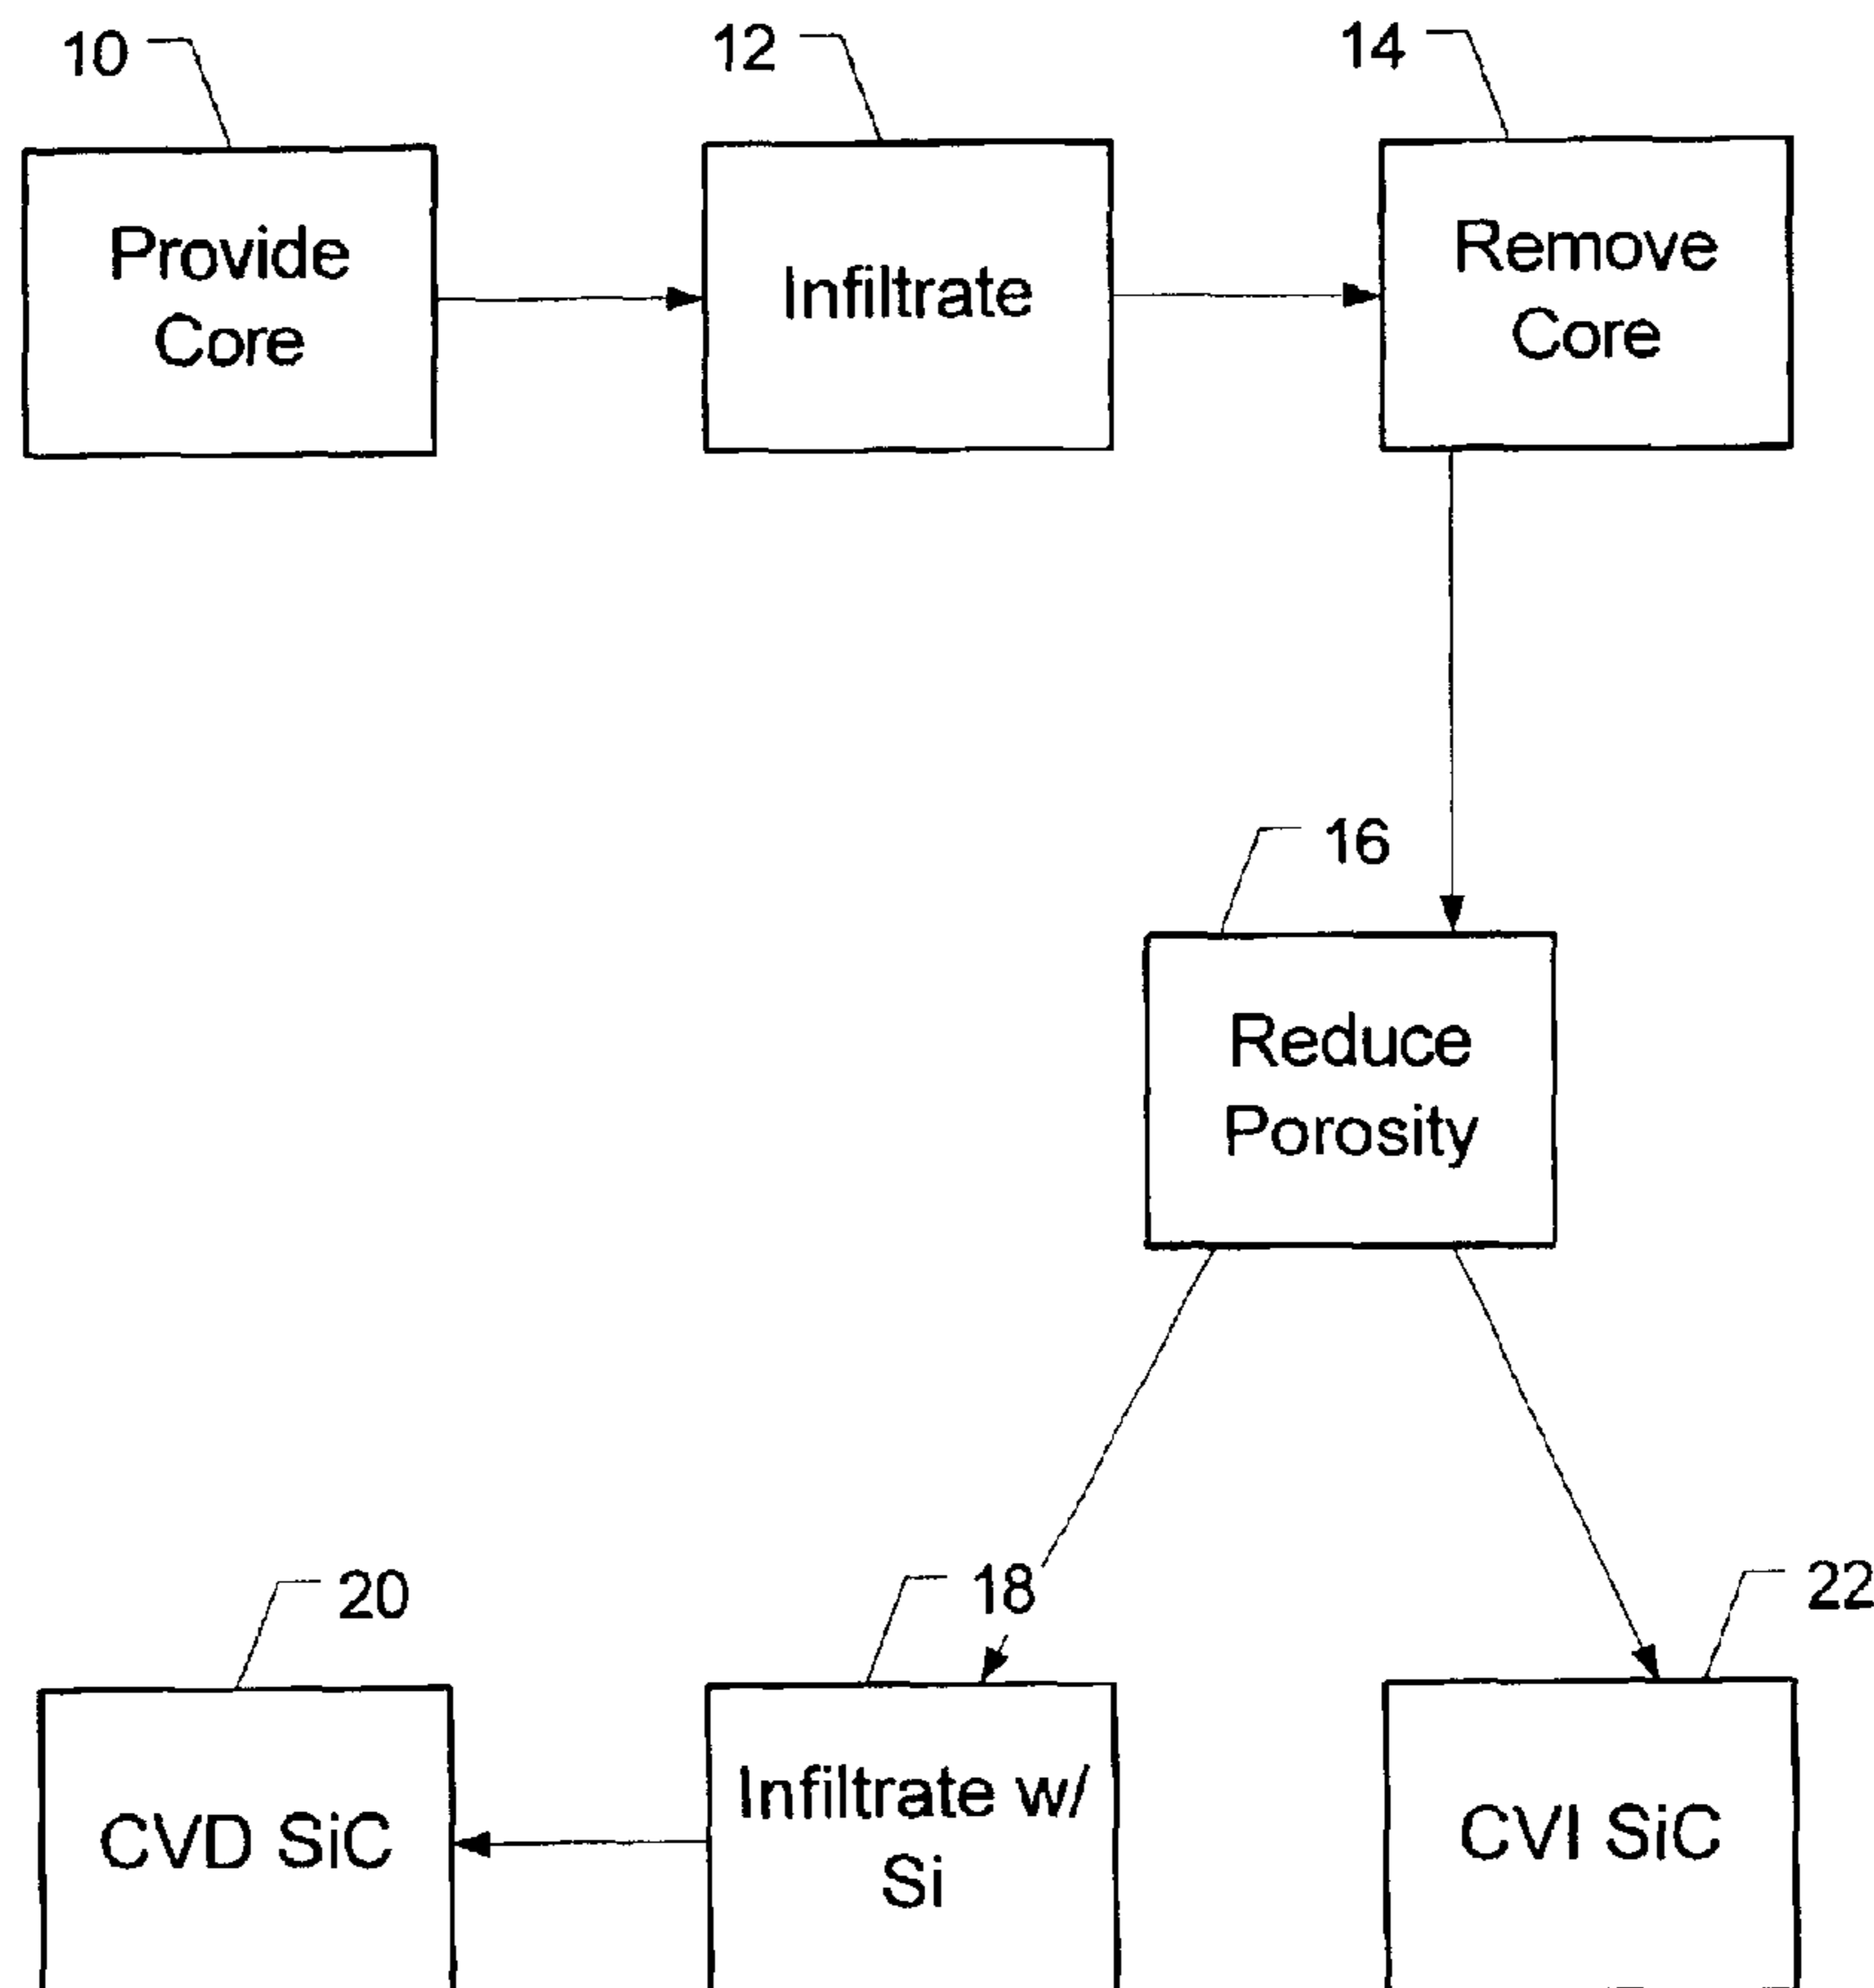 10
12
14
Provide
Core
Infiltrate
Remove
Core
16
Reduce
Porosity
20
18
22
CVD SiC
Infiltrate w/
Si
CVI SiC